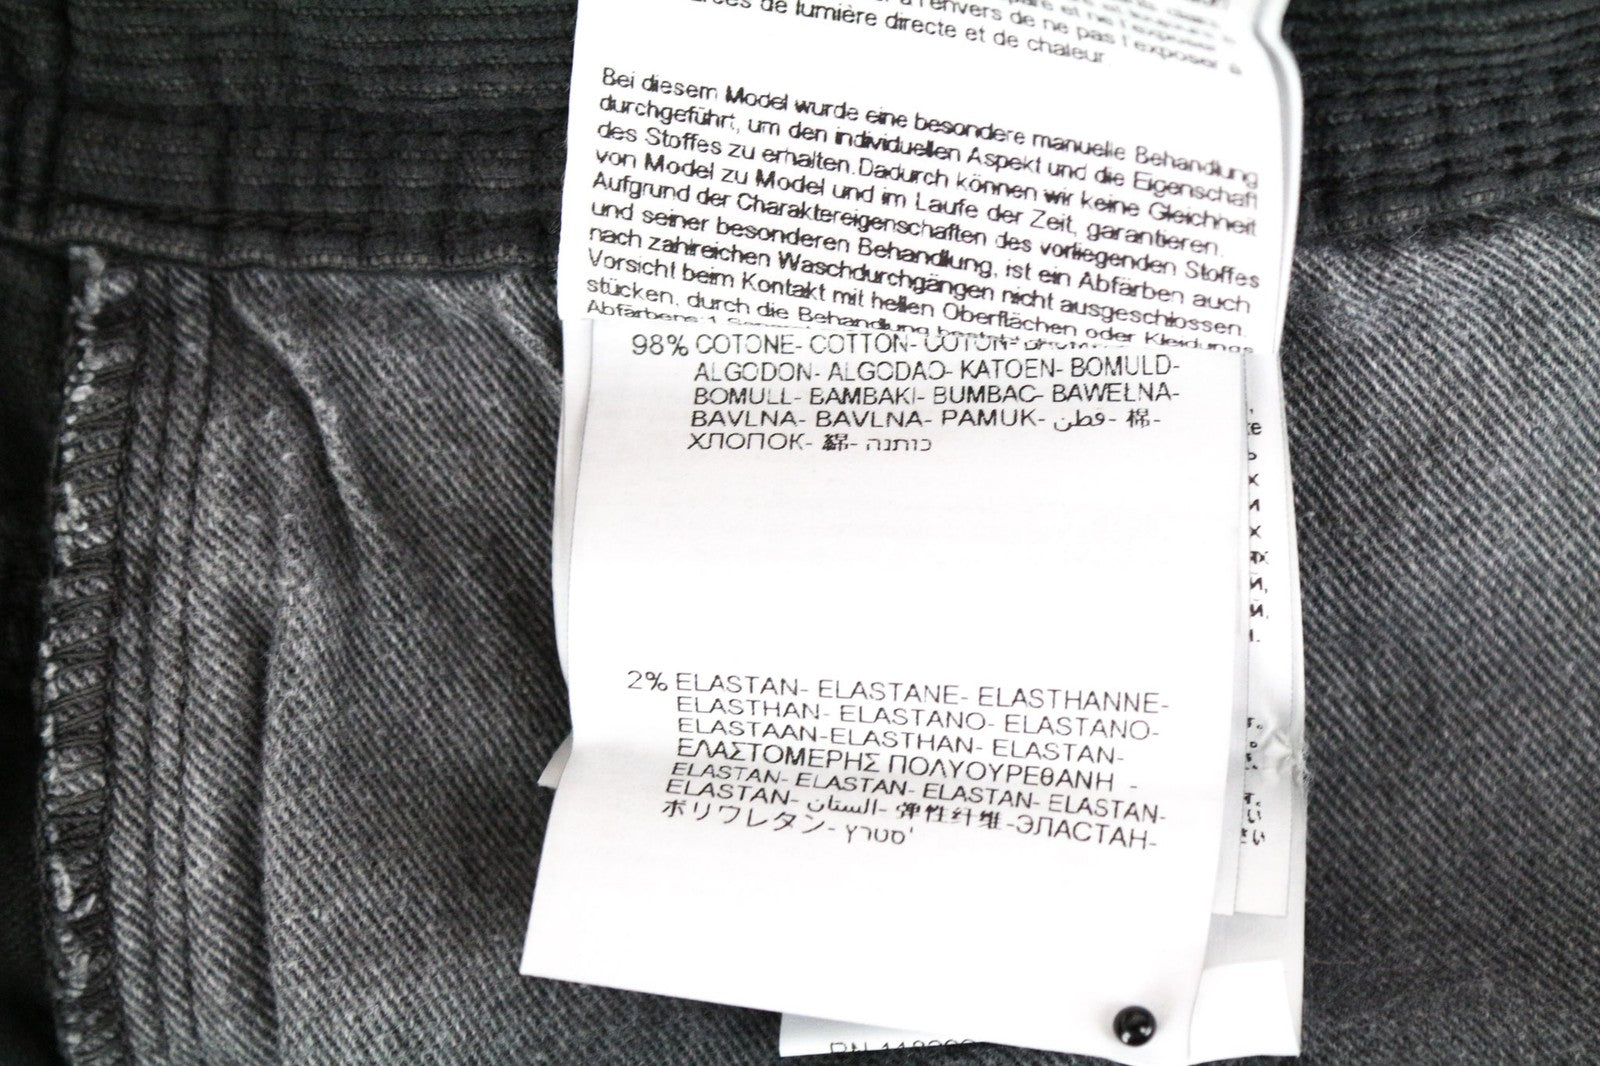 de lumière directe et de chaleur.
à l'envers de ne pas l'exposer à
Bei diesem Model wurde eine besondere manuelle Behandlung
durchgeführt, um den individuellen Aspekt und die Eigenschaft
des Stoffes zu erhalten.Dadurch können wir keine Gleichheit
von Model zu Model und im Laufe der Zeit, garantieren.
Aufgrund der Charaktereigenschaften des vorliegenden Stoffes
und seiner besonderen Behandlung, ist ein Abfärben auch
nach zahlreichen Waschdurchgängen nicht ausgeschlossen.
Vorsicht beim Kontakt mit hellen Oberflächen oder Kleidungs
stücken, durch die Behandlung
98% COTONE- COTTON- COTON-
ALGODON- ALGODAO- KATOEN- BOMULD-
BOMULL- BAMBAKI- BUMBAC- BAWEŁNA-
BAVLNA- BAVLNA- PAMUK- قطن- 棉-
ХЛОПОК- 綿- כותנה
2% ELASTAN- ELASTANE- ELASTHANNE-
ELASTHAN- ELASTANO- ELASTANO-
ELASTAAN-ELASTHAN- ELASTAN-
ΕΛΑΣΤΟΜΕΡΗΣ ΠΟΛΥΟΥΡΕΘΑΝΗ -
ELASTAN- ELASTAN- ELASTAN- ELASTAN-
ELASTAN- الستان- 弹性纤维 -ЭЛАСТАН-
ポリウレタン- סטרץ'